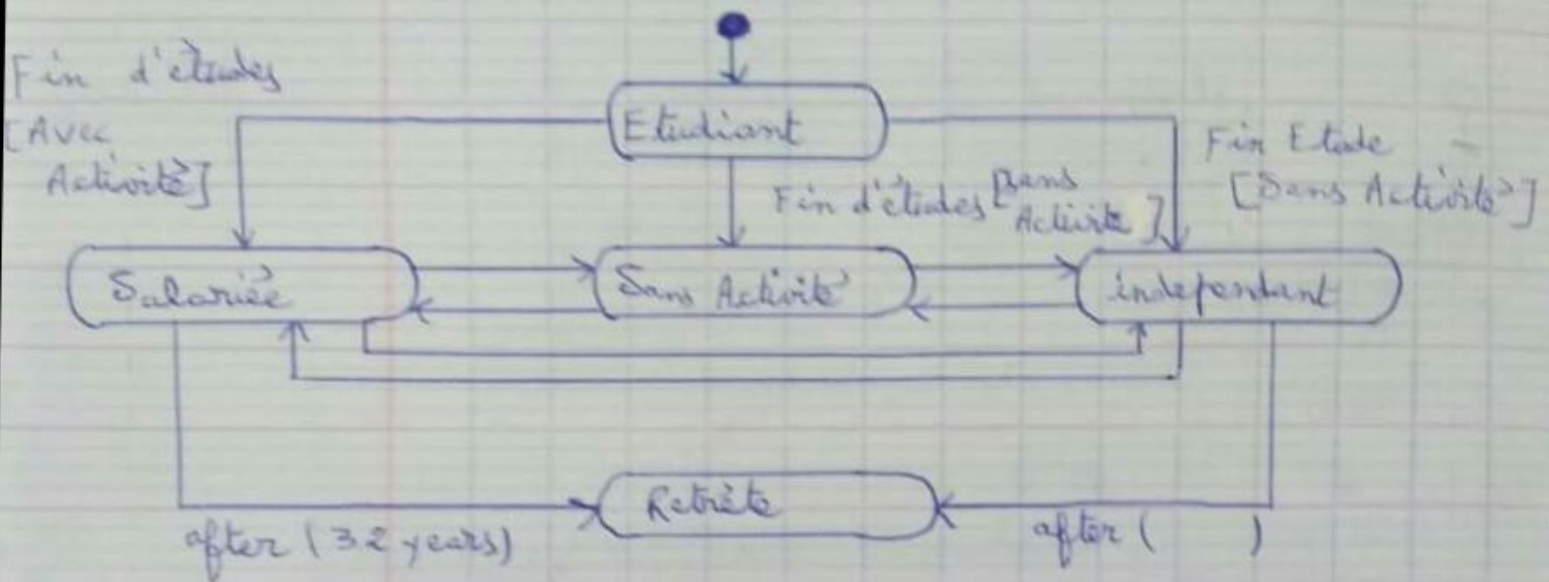 Fin d'études
[Avec
Activité]
Etudiant
Fin d'études [Sans
Activité]
Fin Etude
[Sans Activité]
Salariée
Sans Activité
independant
Retrète
after (32 years)
after ( )